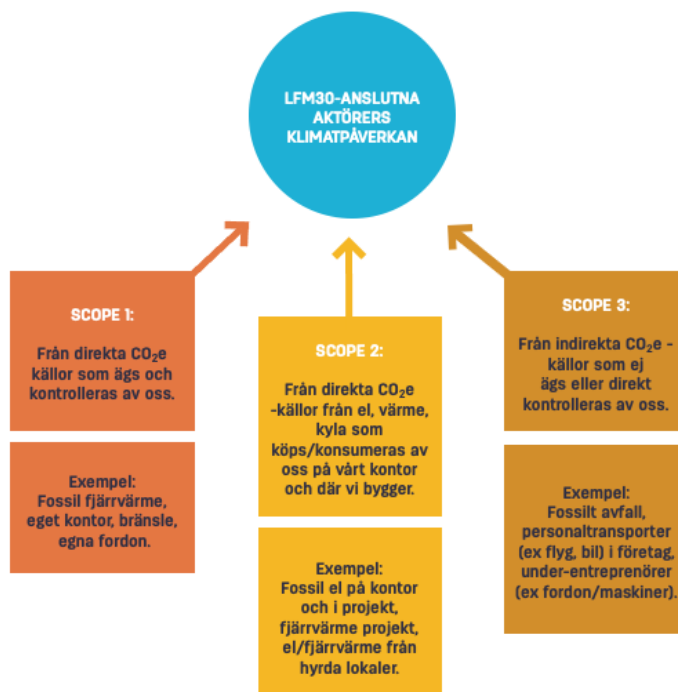 LFM30-ANSLUTNA
AKTÖRERS
KLIMATPÅVERKAN
SCOPE 1:
Från direkta CO₂e
källor som ägs och
kontrolleras av oss.
Exempel:
Fossil fjärrvärme,
eget kontor, bränsle,
egna fordon.
SCOPE 2:
Från direkta CO₂e
-källor från el, värme,
kyla som
köps/konsumeras av
oss på vårt kontor
och där vi bygger.
Exempel:
Fossil el på kontor
och i projekt,
fjärrvärme projekt,
el/fjärrvärme från
hyrda lokaler.
SCOPE 3:
Från indirekta CO₂e -
källor som ej
ägs eller direkt
kontrolleras av oss.
Exempel:
Fossilt avfall,
personaltransporter
(ex flyg, bil) i företag,
under-entreprenörer
(ex fordon/maskiner).